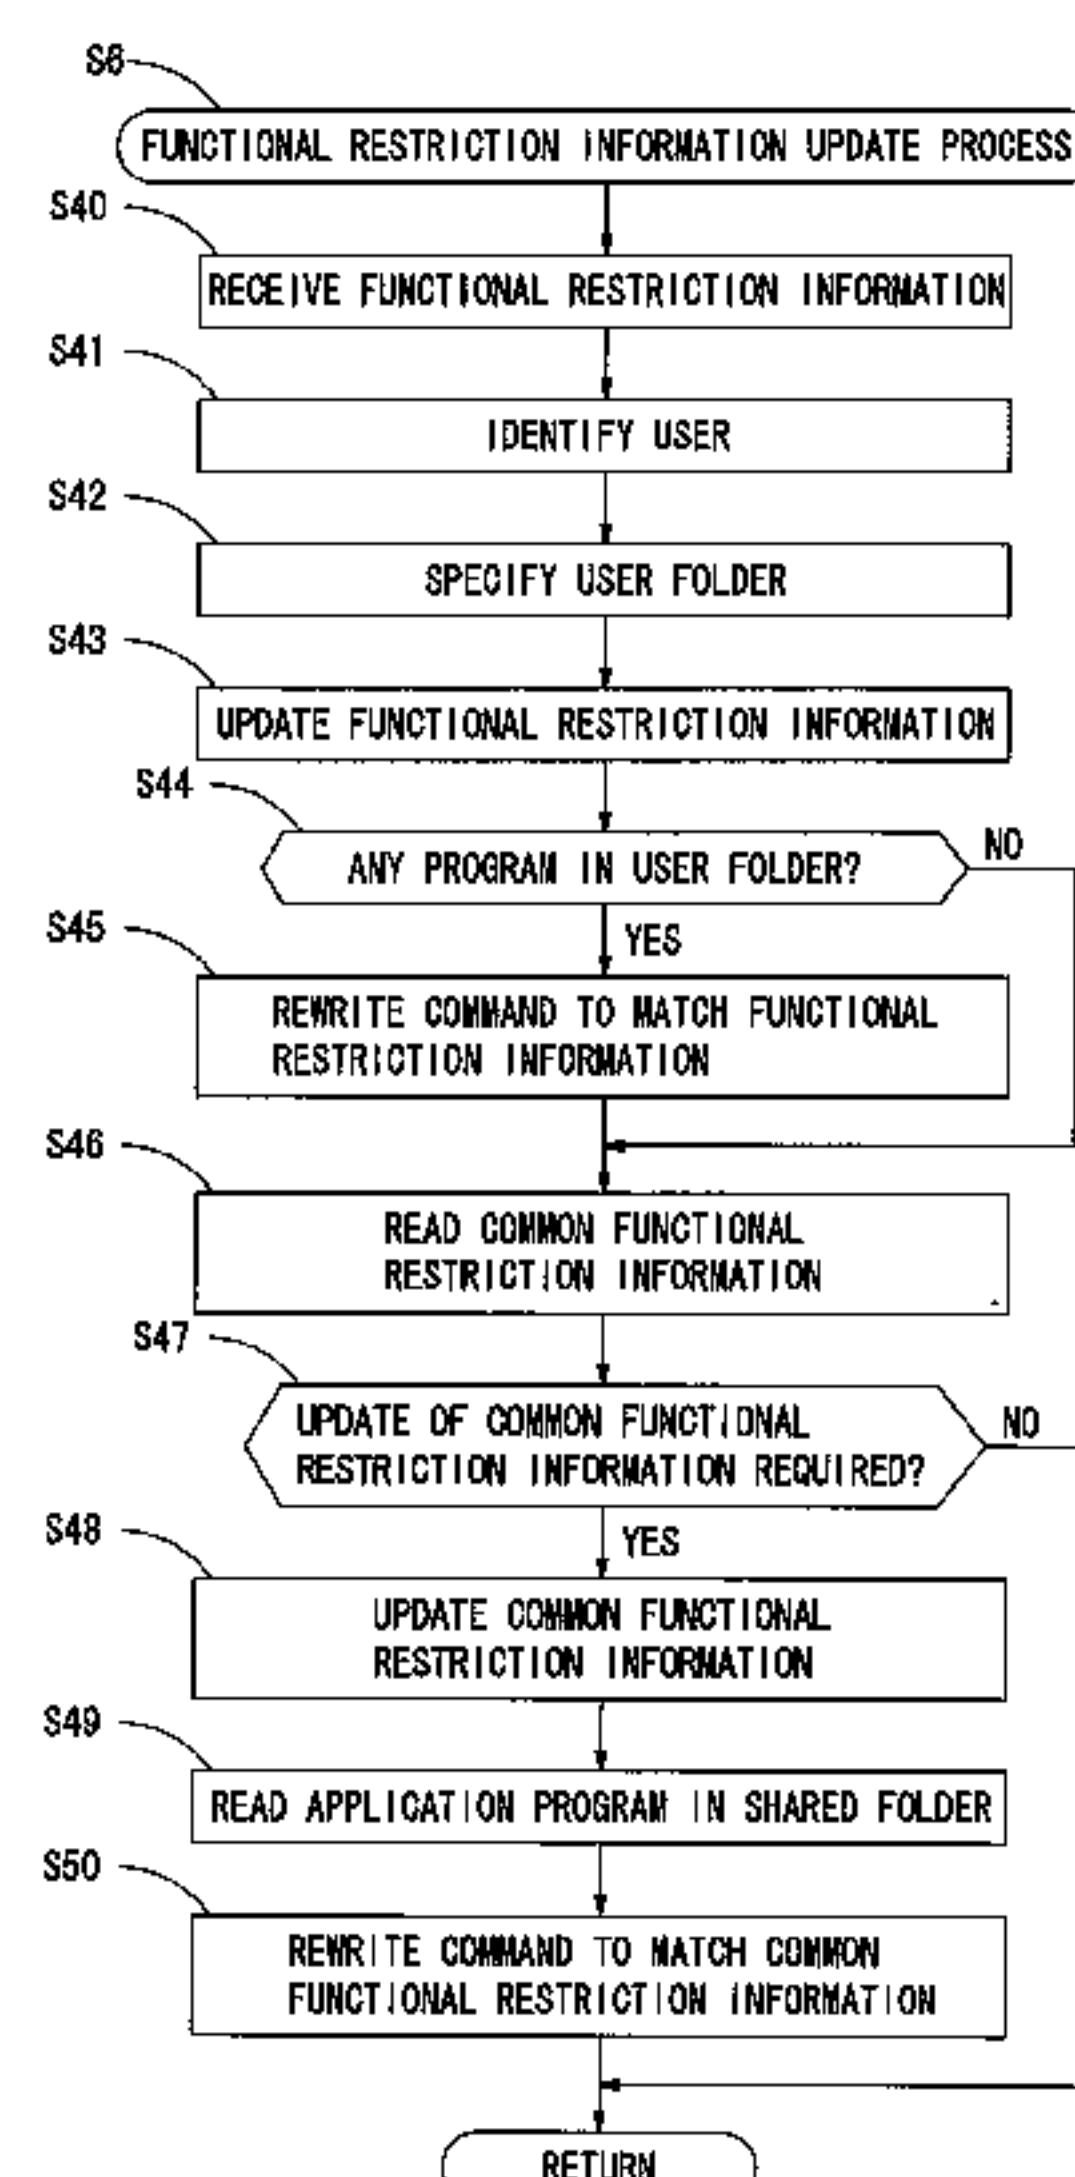 S6
FUNCTIONAL RESTRICTION INFORMATION UPDATE PROCESS
S40
RECEIVE FUNCTIONAL RESTRICTION INFORMATION
S41
IDENTIFY USER
S42
SPECIFY USER FOLDER
S43
UPDATE FUNCTIONAL RESTRICTION INFORMATION
S44
ANY PROGRAM IN USER FOLDER?
NO
YES
S45
REWRITE COMMAND TO MATCH FUNCTIONAL
RESTRICTION INFORMATION
S46
READ COMMON FUNCTIONAL
RESTRICTION INFORMATION
S47
UPDATE OF COMMON FUNCTIONAL
RESTRICTION INFORMATION REQUIRED?
NO
YES
S48
UPDATE COMMON FUNCTIONAL
RESTRICTION INFORMATION
S49
READ APPLICATION PROGRAM IN SHARED FOLDER
S50
REWRITE COMMAND TO MATCH COMMON
FUNCTIONAL RESTRICTION INFORMATION
RETURN